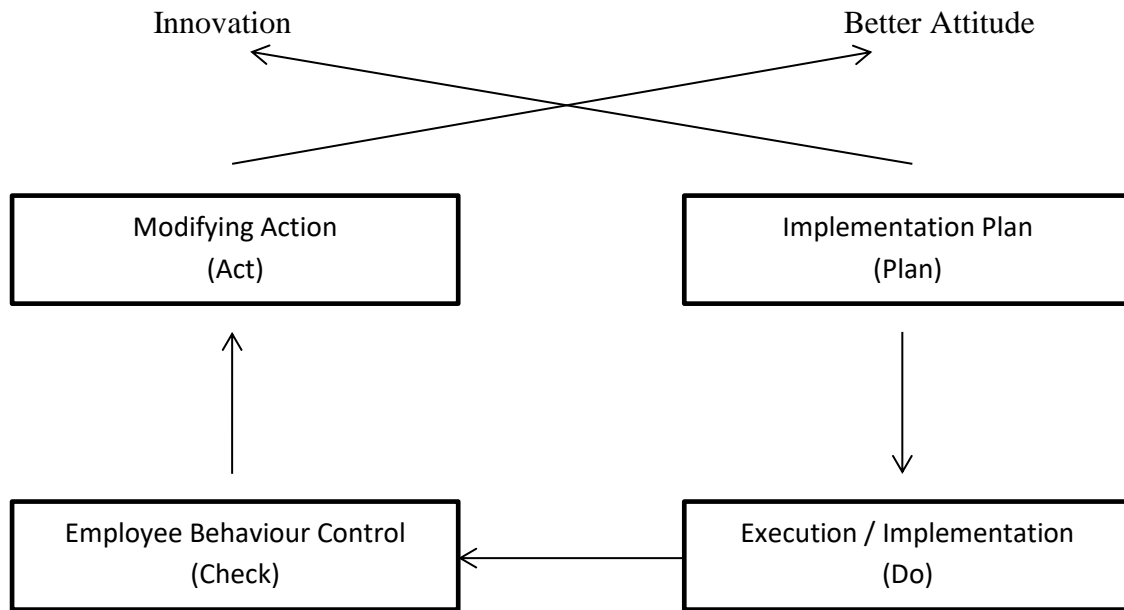 Innovation
Better Attitude
Modifying Action
(Act)
Implementation Plan
(Plan)
Employee Behaviour Control
(Check)
Execution / Implementation
(Do)